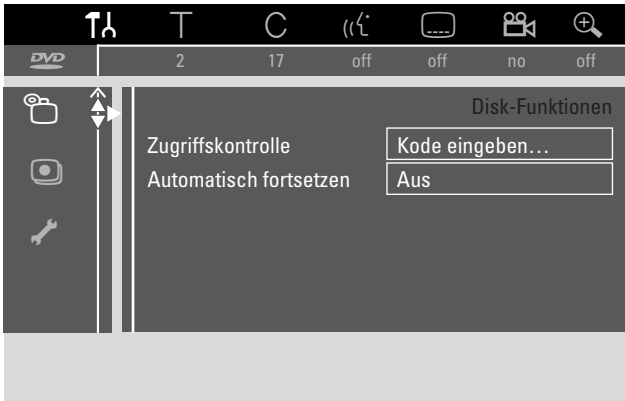 T C
DVD 2 17 off off no off
Disk-Funktionen
Zugriffskontrolle Kode eingeben...
Automatisch fortsetzen Aus